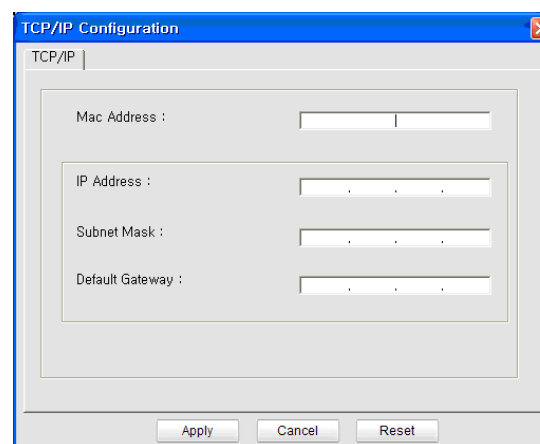 TCP/IP Configuration
TCP/IP
Mac Address :
IP Address :
. . .
Subnet Mask :
. . .
Default Gateway :
. . .
Apply Cancel Reset